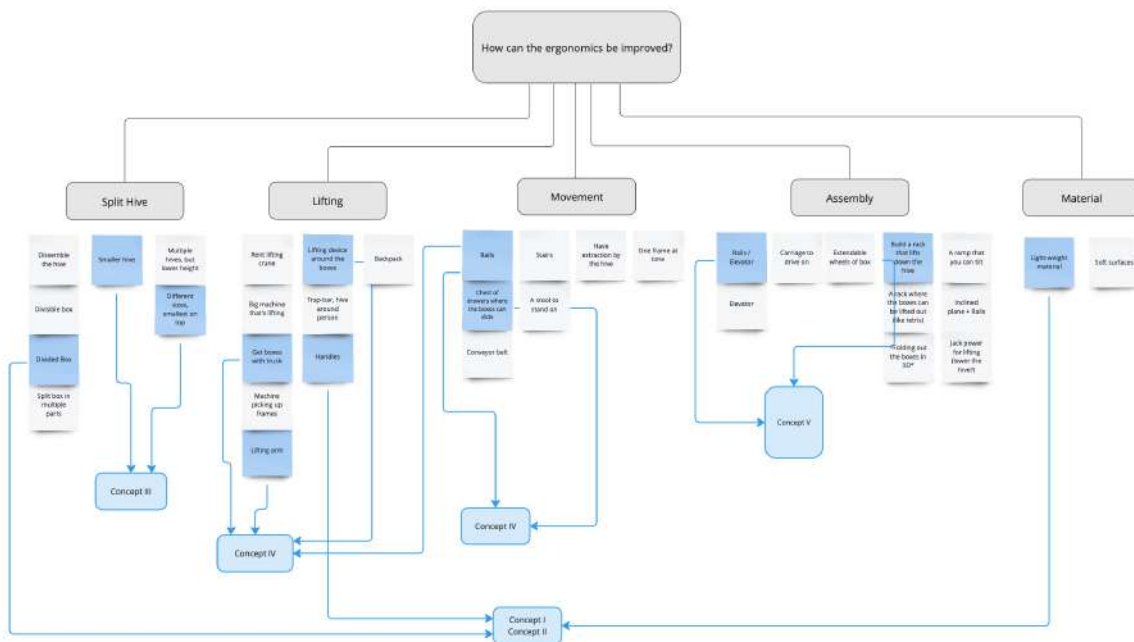 How can the ergonomics be improved?
Split Hive
Lifting
Movement
Assembly
Material
Dissemble
the hive
Smaller hive
Multiple
hives, but
lower height
Divisible box
Different
sizes,
smallest on
top
Divided Box
Split box in
multiple
parts
Rent lifting
crane
Lifting device
around the
boxes
Backpack
Big machine
that's lifting
Trap-bar, hive
around
person
Get boxes
with truck
Handles
Machine
picking up
frames
Lifting arm
Rails
Stairs
Have
extraction by
the hive
One frame at
time
Chest of
drawers where
the boxes can
slide
A stool to
stand on
Conveyor belt
Rails /
Elevator
Carriage to
drive on
Extendable
wheels of box
Build a rack
that lifts
down the
hive
A ramp that
you can tilt
Elevator
A rack where
the boxes can
be lifted out
(like tetris)
Inclined
plane + Rails
"Folding out
the boxes in
3D"
Jack power
for lifting
(lower the
hive?)
Light-weight
material
Soft surfaces
Concept III
Concept IV
Concept IV
Concept V
Concept I
Concept II